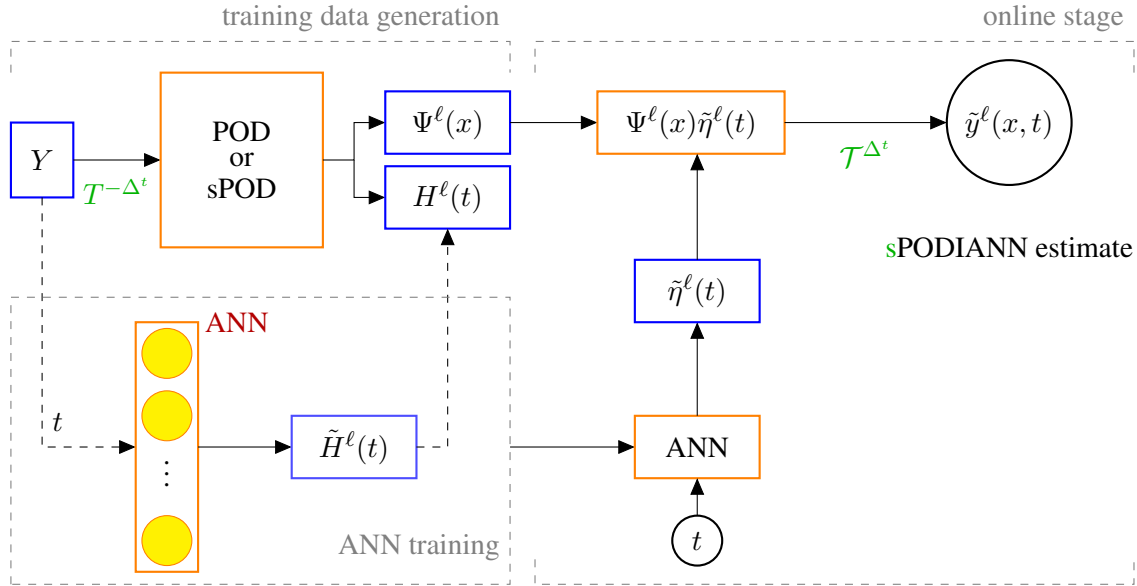 training data generation
online stage
Y
T^{-Δ^t}
POD
or
sPOD
Ψ^ℓ(x)
H^ℓ(t)
Ψ^ℓ(x)η̃^ℓ(t)
𝒯^{Δ^t}
ỹ^ℓ(x, t)
sPODIANN estimate
η̃^ℓ(t)
ANN
t
⋮
H̃^ℓ(t)
ANN
ANN training
t